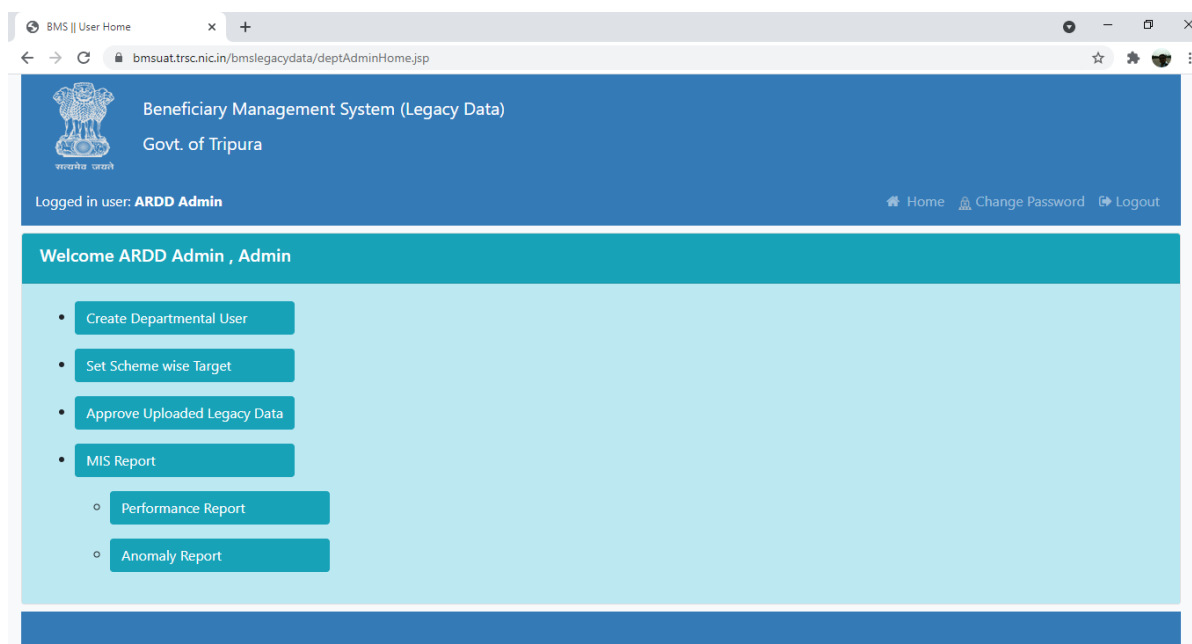 BMS || User Home
bmsuat.trsc.nic.in/bmslegacydata/deptAdminHome.jsp
Beneficiary Management System (Legacy Data)
Govt. of Tripura
सत्यमेव जयते
Logged in user: ARDD Admin
Home Change Password Logout
Welcome ARDD Admin , Admin
Create Departmental User
Set Scheme wise Target
Approve Uploaded Legacy Data
MIS Report
Performance Report
Anomaly Report